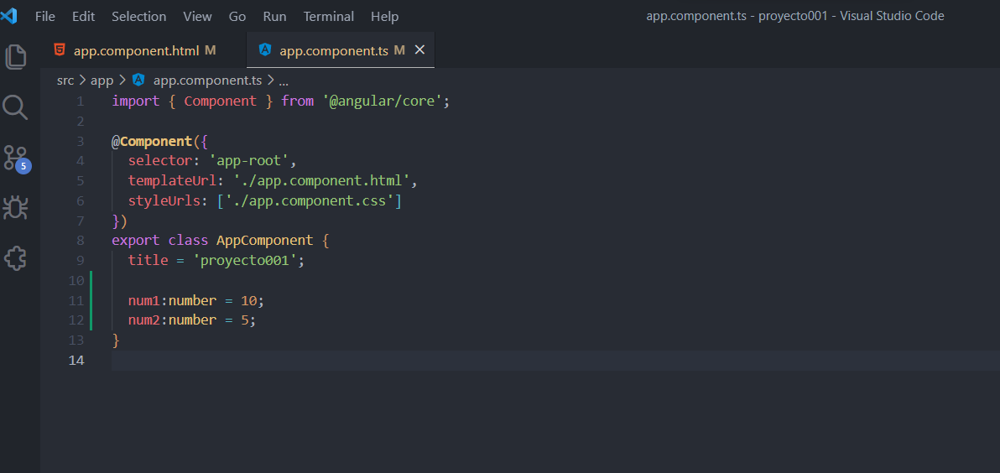 File Edit Selection View Go Run Terminal Help app.component.ts - proyecto001 - Visual Studio Code
app.component.html M app.component.ts M
src > app > app.component.ts > ...
1 import { Component } from '@angular/core';
2
3 @Component({
4 selector: 'app-root',
5 templateUrl: './app.component.html',
6 styleUrls: ['./app.component.css']
7 })
8 export class AppComponent {
9 title = 'proyecto001';
10
11 num1:number = 10;
12 num2:number = 5;
13 }
14
5